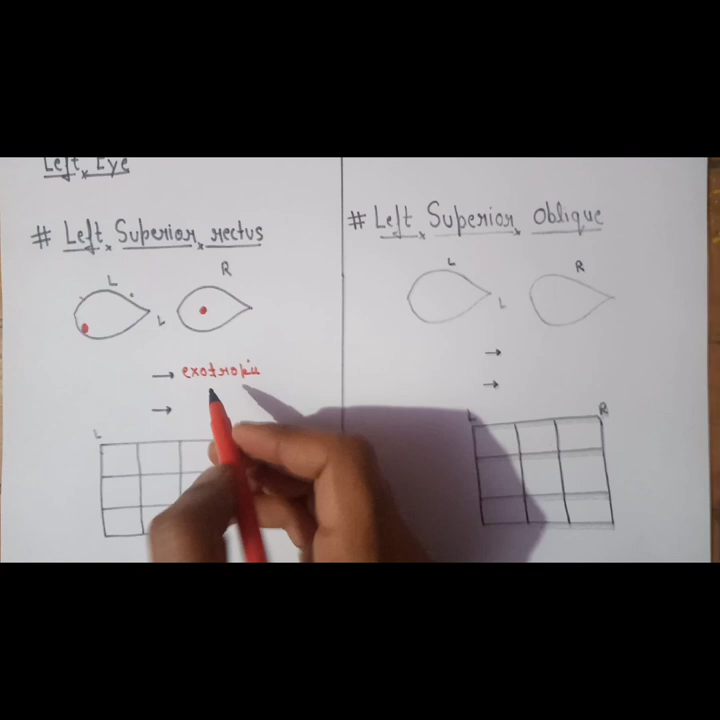 Left Eye
# Left Superior rectus
L
R
L
→ exotropia
→
L
# Left Superior Oblique
L
R
L
→
→
L
R